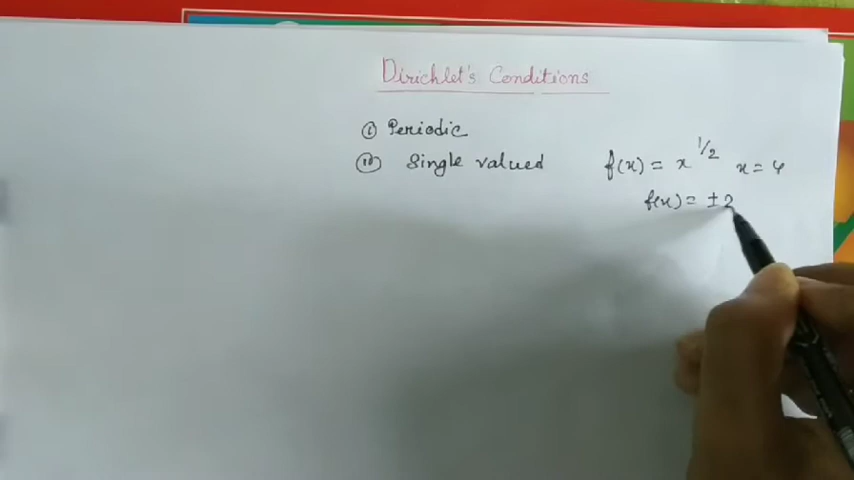 Dirichlet's Conditions
(i) Periodic
(ii) Single valued f(x) = x^1/2 x = 4
f(x) = ±2